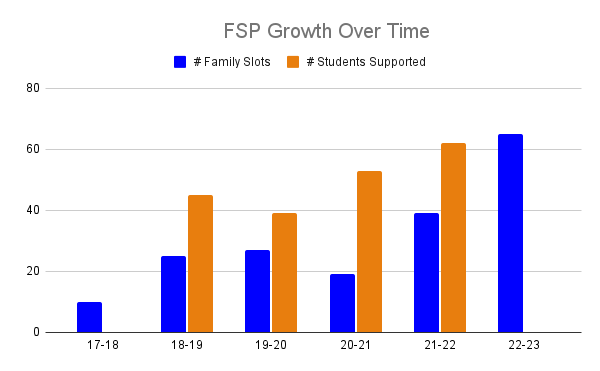 FSP Growth Over Time
# Family Slots # Students Supported
80
60
40
20
0
17-18 18-19 19-20 20-21 21-22 22-23